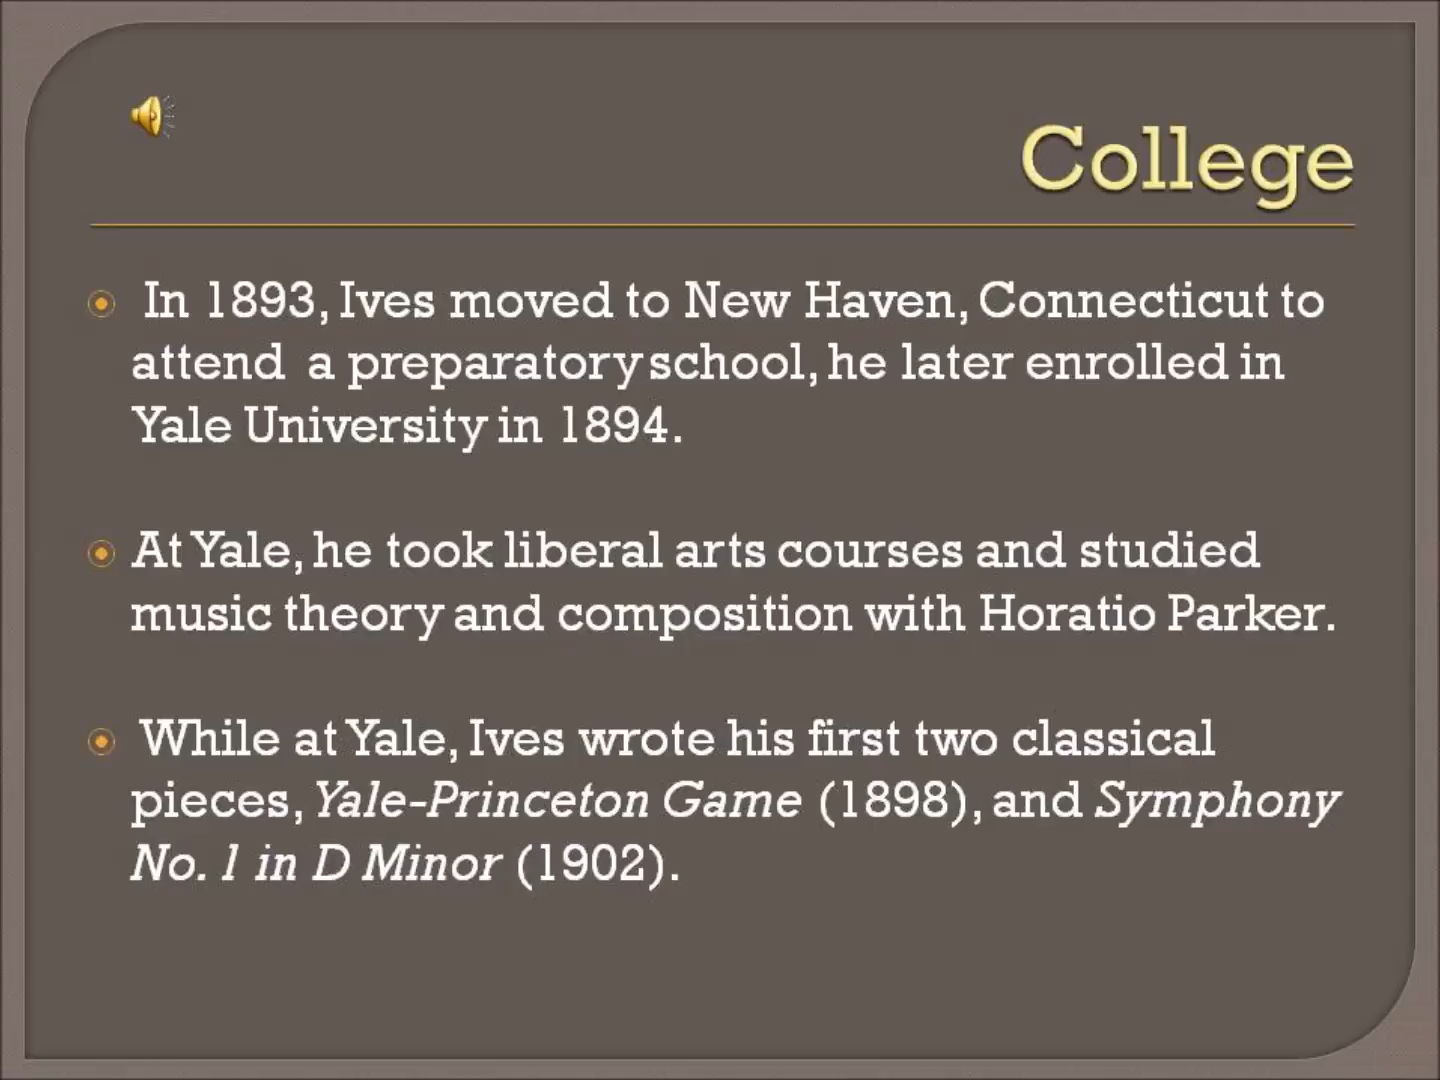 College
In 1893, Ives moved to New Haven, Connecticut to
attend a preparatory school, he later enrolled in
Yale University in 1894.
At Yale, he took liberal arts courses and studied
music theory and composition with Horatio Parker.
While at Yale, Ives wrote his first two classical
pieces, Yale-Princeton Game (1898), and Symphony
No. 1 in D Minor (1902).